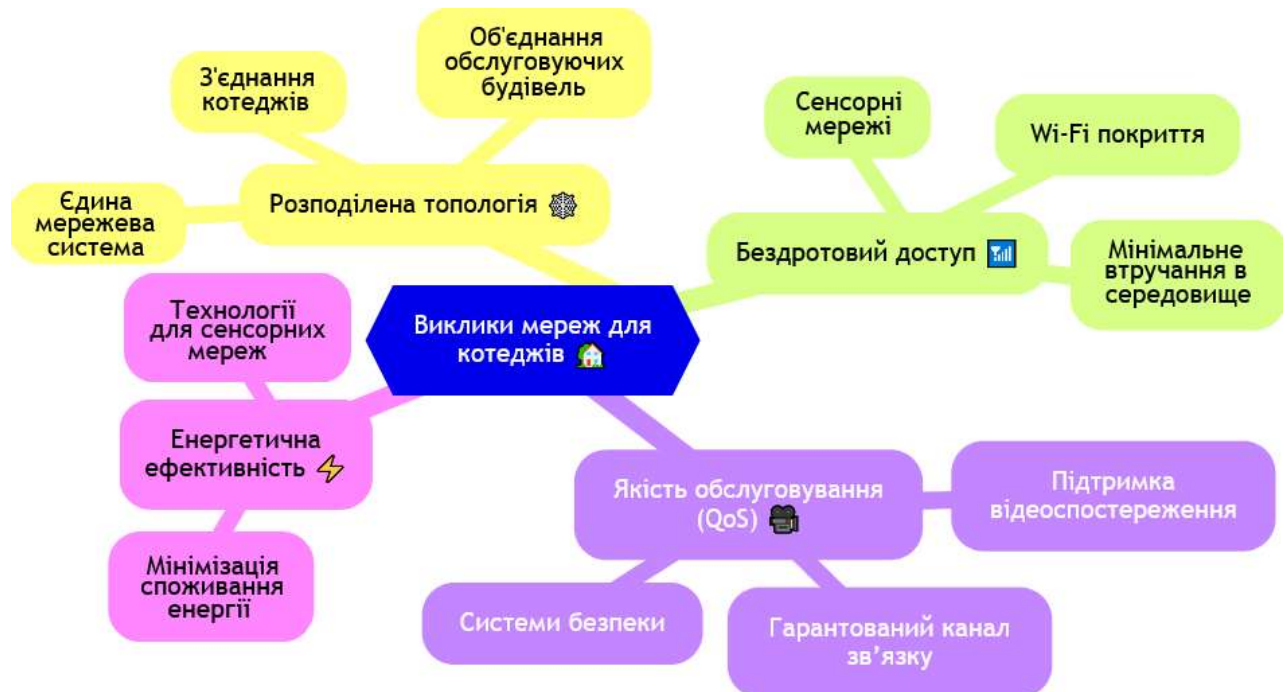 Об'єднання
обслуговуючих
будівель
З'єднання
котеджів
Єдина
мережева
система
Розподілена топологія
Сенсорні
мережі
Wi-Fi покриття
Бездротовий доступ
Мінімальне
втручання в
середовище
Виклики мереж для
котеджів
Технології
для сенсорних
мереж
Енергетична
ефективність
Мінімізація
споживання
енергії
Якість обслуговування
(QoS)
Підтримка
відеоспостереження
Системи безпеки
Гарантований канал
зв’язку